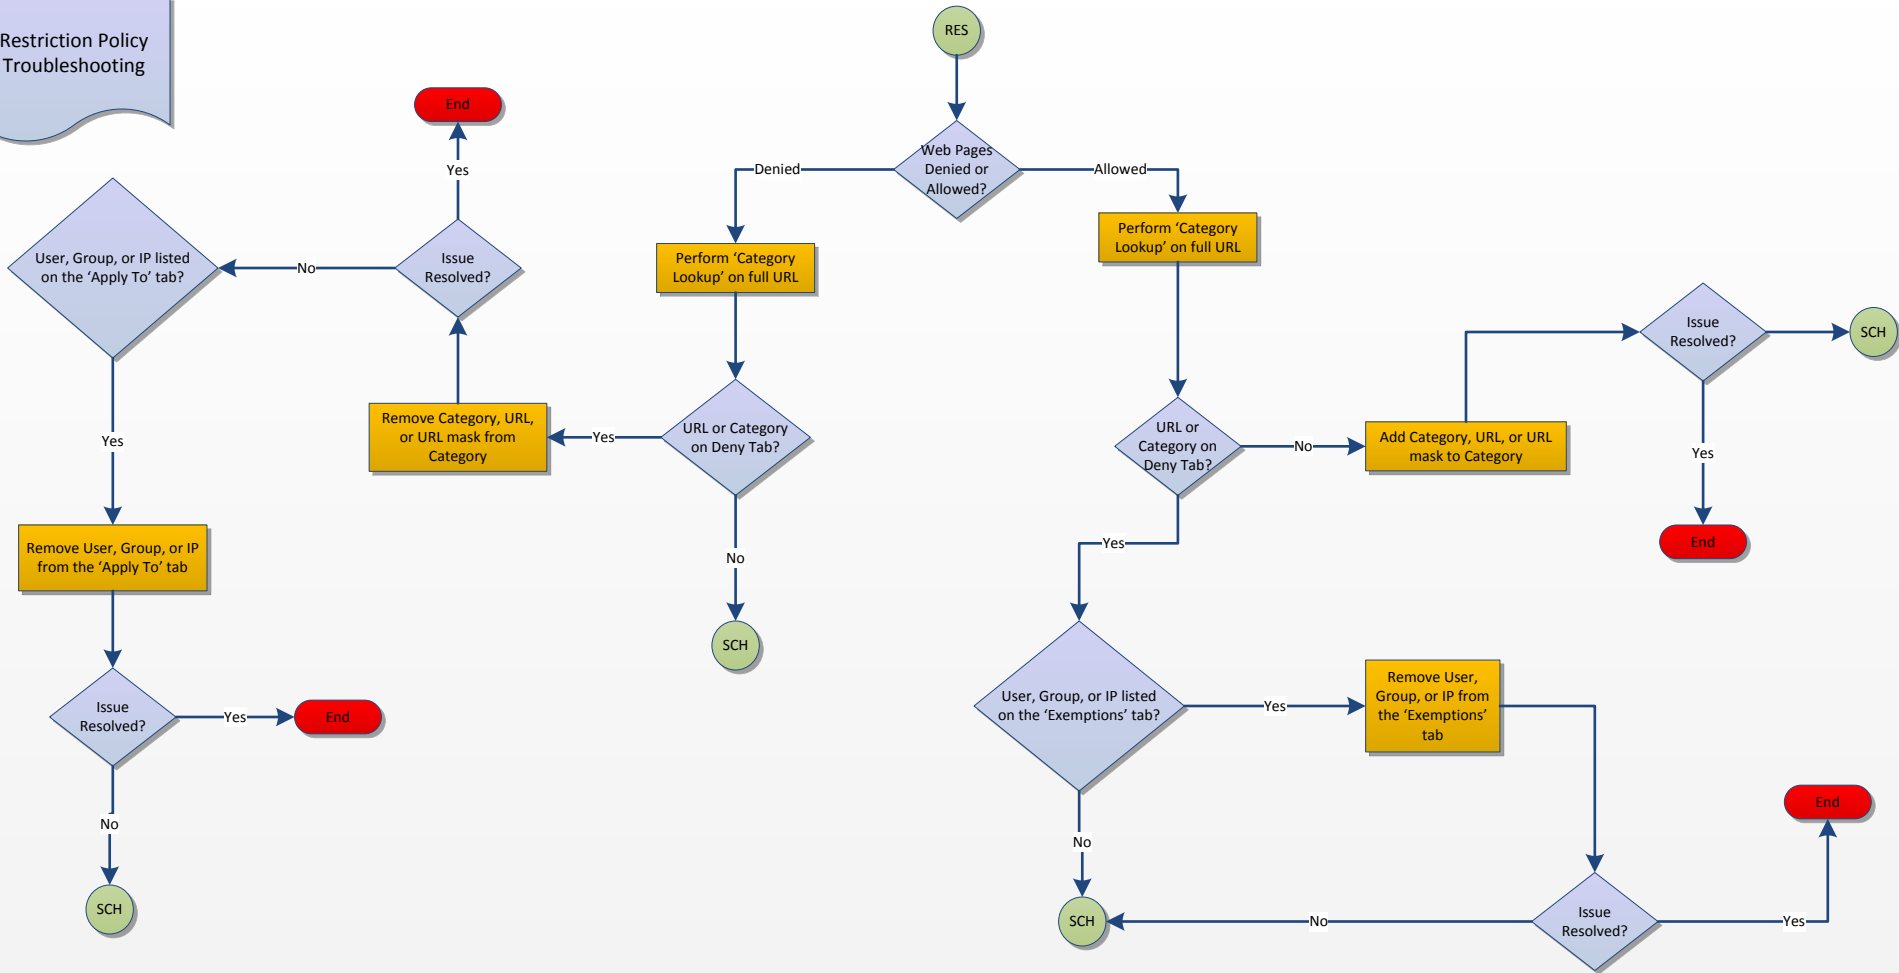 Restriction Policy
Troubleshooting
RES
Web Pages
Denied or
Allowed?
Denied
Allowed
Perform ‘Category
Lookup’ on full URL
URL or Category
on Deny Tab?
Yes
Remove Category, URL,
or URL mask from
Category
Issue
Resolved?
Yes
End
No
User, Group, or IP listed
on the ‘Apply To’ tab?
Yes
Remove User, Group, or IP
from the ‘Apply To’ tab
Issue
Resolved?
Yes
End
No
SCH
No
SCH
Perform ‘Category
Lookup’ on full URL
URL or
Category on
Deny Tab?
No
Add Category, URL, or URL
mask to Category
Issue
Resolved?
SCH
Yes
End
Yes
User, Group, or IP listed
on the ‘Exemptions’ tab?
Yes
Remove User,
Group, or IP from
the ‘Exemptions’
tab
Issue
Resolved?
Yes
End
No
No
SCH